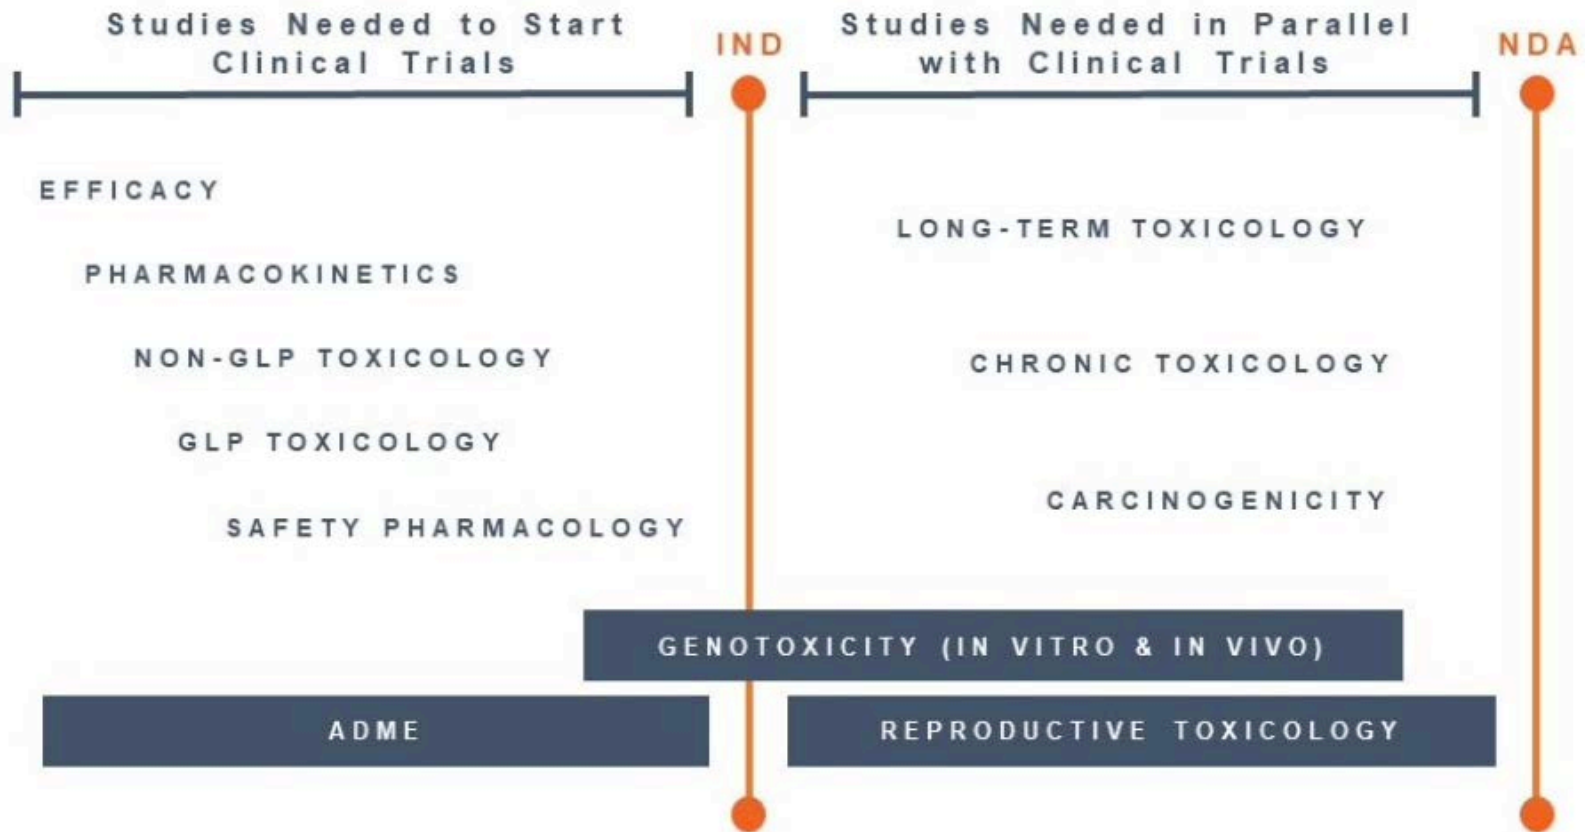 Studies Needed to Start
Clinical Trials
IND
Studies Needed in Parallel
with Clinical Trials
NDA
EFFICACY
PHARMACOKINETICS
NON-GLP TOXICOLOGY
GLP TOXICOLOGY
SAFETY PHARMACOLOGY
LONG-TERM TOXICOLOGY
CHRONIC TOXICOLOGY
CARCINOGENICITY
GENOTOXICITY (IN VITRO & IN VIVO)
ADME
REPRODUCTIVE TOXICOLOGY